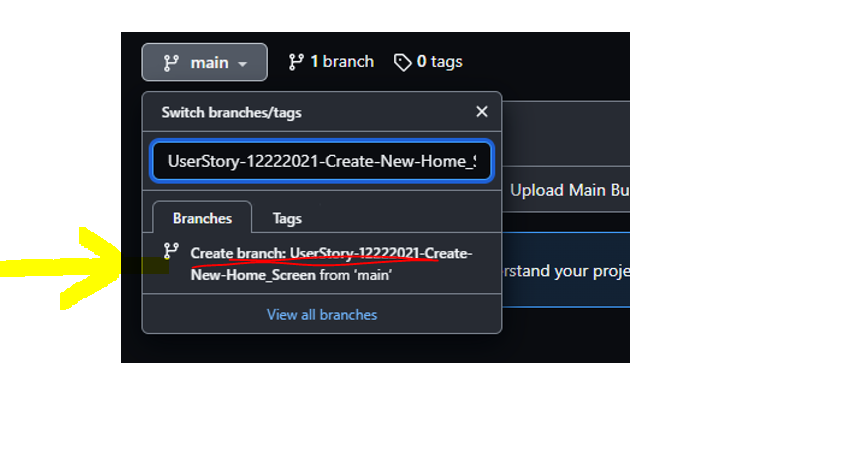 main
1 branch
0 tags
Switch branches/tags
UserStory-12222021-Create-New-Home_
Upload Main Bu
Branches
Tags
Create branch: UserStory-12222021-Create-
New-Home_Screen from 'main'
rstand your proje
View all branches